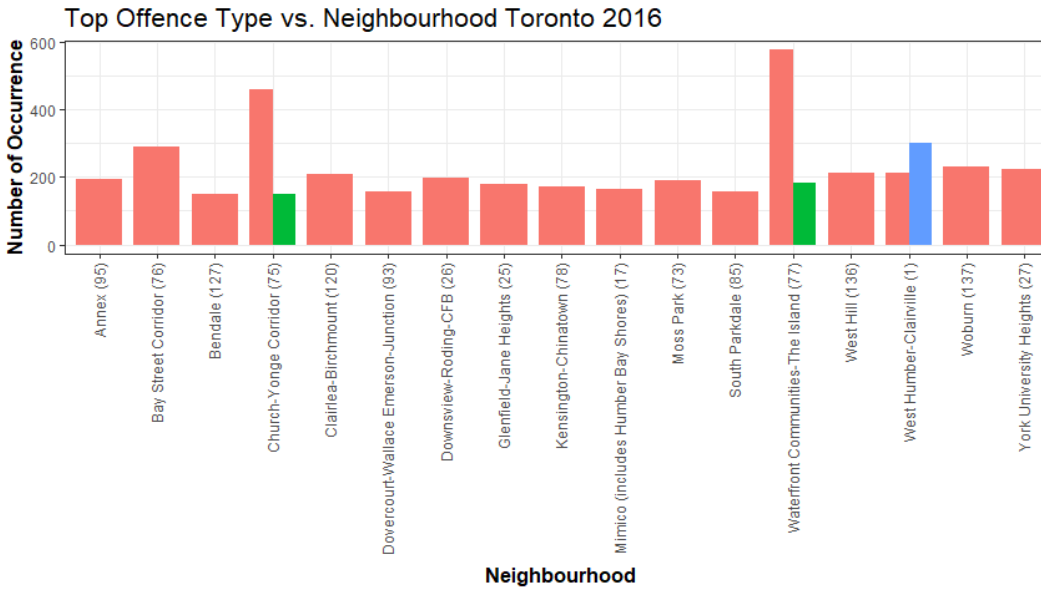 Top Offence Type vs. Neighbourhood Toronto 2016
Number of Occurrence
600
400
200
0
Annex (95)
Bay Street Corridor (76)
Bendale (127)
Church-Yonge Corridor (75)
Clairlea-Birchmount (120)
Dovercourt-Wallace Emerson-Junction (93)
Downsview-Roding-CFB (26)
Glenfield-Jane Heights (25)
Kensington-Chinatown (78)
Mimico (includes Humber Bay Shores) (17)
Moss Park (73)
South Parkdale (85)
Waterfront Communities-The Island (77)
West Hill (136)
West Humber-Clairville (1)
Woburn (137)
York University Heights (27)
Neighbourhood